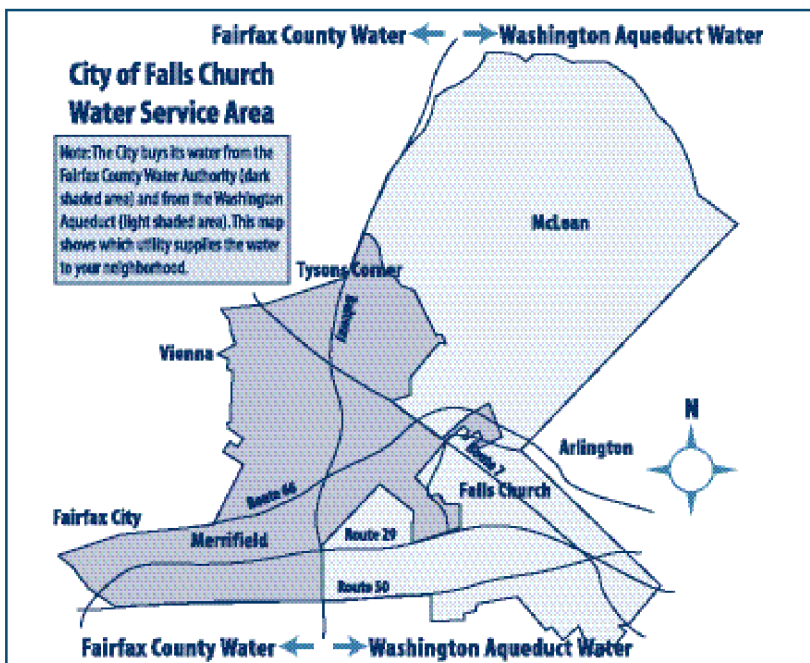 Fairfax County Water
Washington Aqueduct Water
City of Falls Church
Water Service Area
Note: The City buys its water from the
Fairfax County Water Authority (dark
shaded area) and from the Washington
Aqueduct (light shaded area). This map
shows which utility supplies the water
to your neighborhood.
McLean
Tysons Corner
Beltway
Vienna
N
Arlington
Route 7
Falls Church
Route 66
Fairfax City
Merrifield
Route 29
Route 50
Fairfax County Water
Washington Aqueduct Water